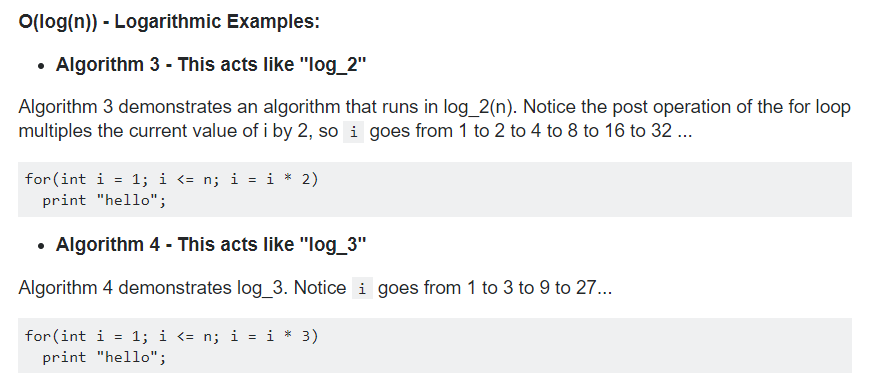 O(log(n)) - Logarithmic Examples:
• Algorithm 3 - This acts like "log_2"
Algorithm 3 demonstrates an algorithm that runs in log_2(n). Notice the post operation of the for loop
multiples the current value of i by 2, so i goes from 1 to 2 to 4 to 8 to 16 to 32 ...
for(int i = 1; i <= n; i = i * 2)
  print "hello";
• Algorithm 4 - This acts like "log_3"
Algorithm 4 demonstrates log_3. Notice i goes from 1 to 3 to 9 to 27...
for(int i = 1; i <= n; i = i * 3)
  print "hello";